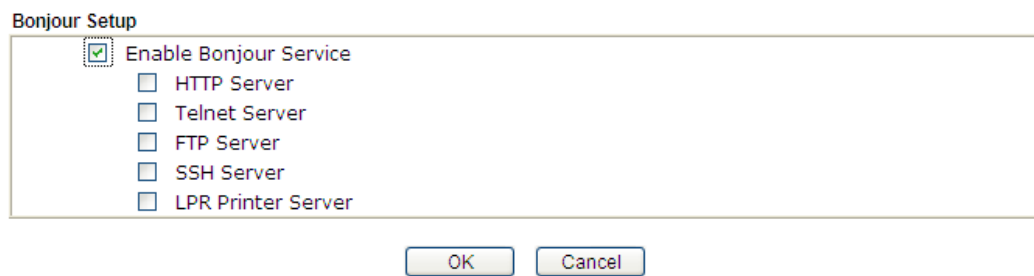 Bonjour Setup
Enable Bonjour Service
HTTP Server
Telnet Server
FTP Server
SSH Server
LPR Printer Server
OK Cancel